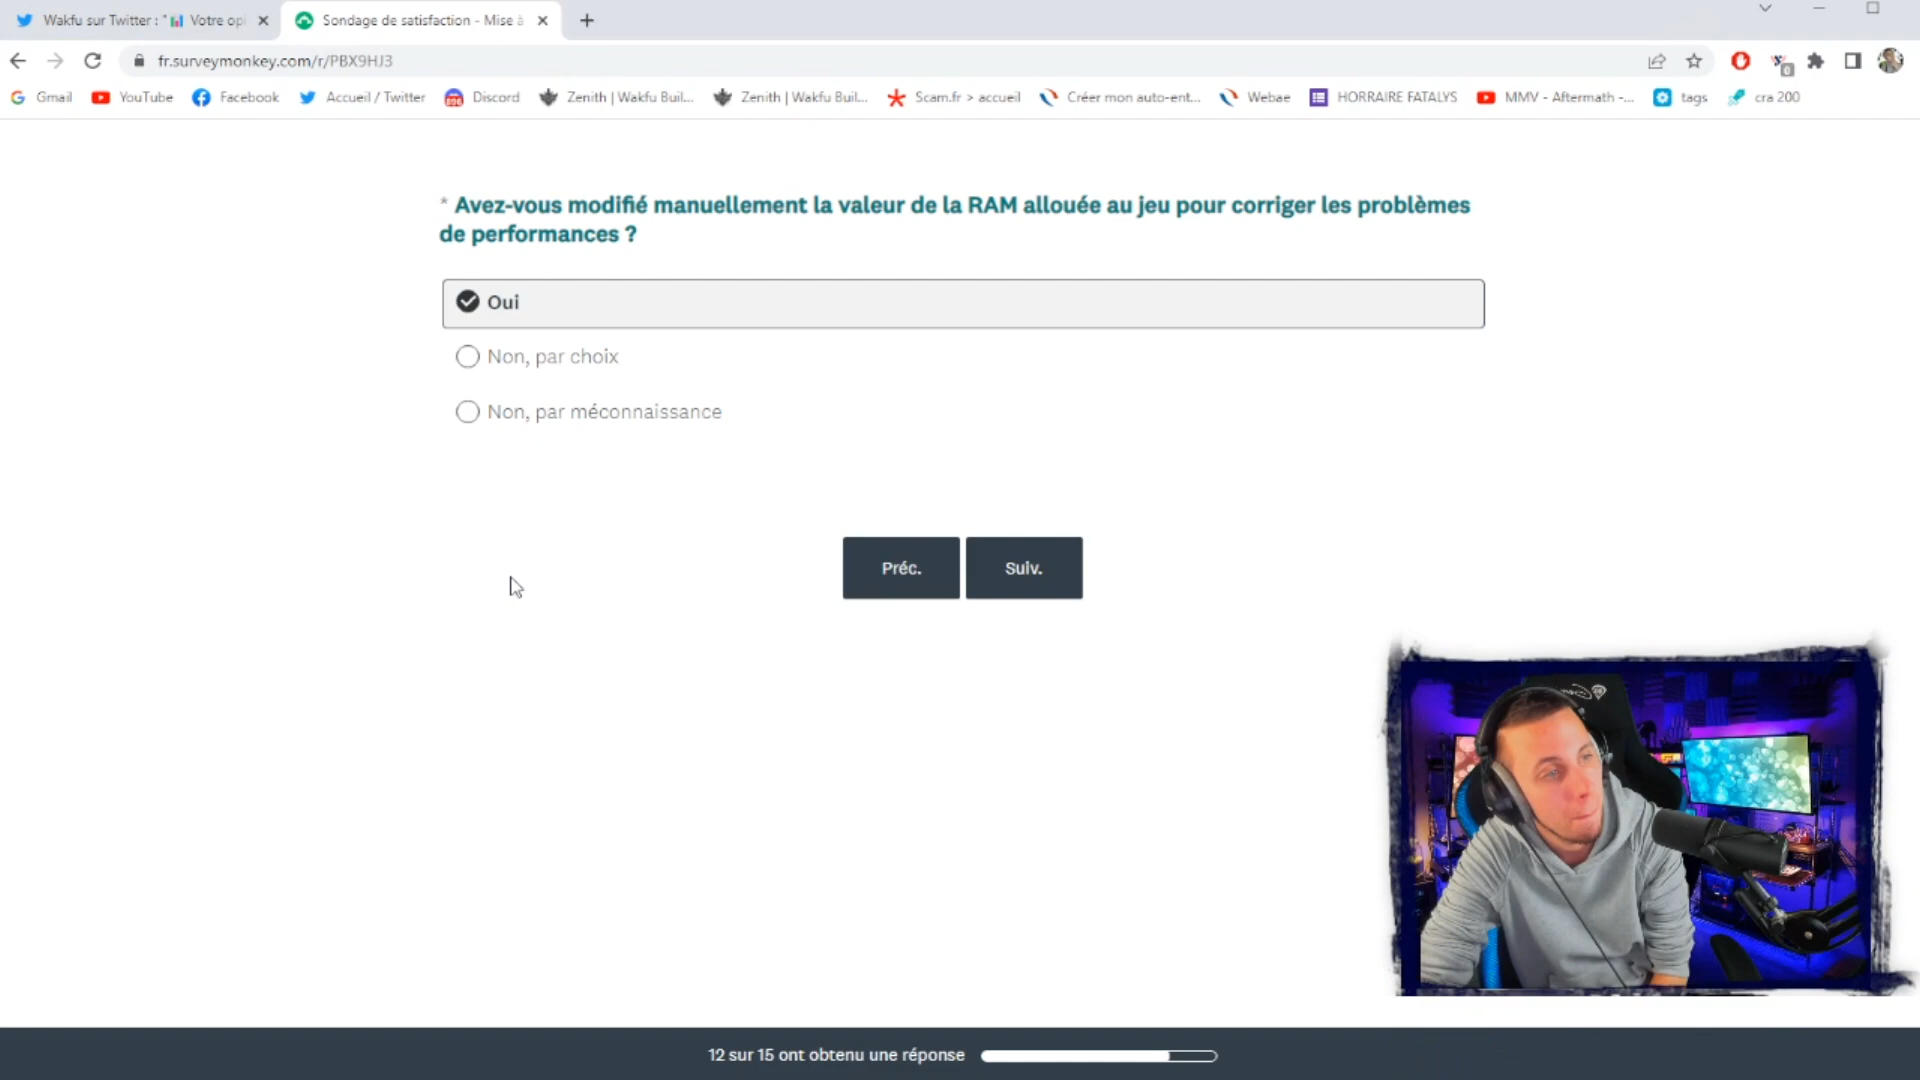 Wakfu sur Twitter : " Votre opi
Sondage de satisfaction - Mise à
fr.surveymonkey.com/r/PBX9HJ3
Gmail
YouTube
Facebook
Accueil / Twitter
Discord
Zenith | Wakfu Buil...
Zenith | Wakfu Buil...
Scam.fr > accueil
Créer mon auto-ent...
Webae
HORRAIRE FATALYS
MMV - Aftermath -...
tags
cra 200
* Avez-vous modifié manuellement la valeur de la RAM allouée au jeu pour corriger les problèmes
de performances ?
Oui
Non, par choix
Non, par méconnaissance
Préc.
Suiv.
12 sur 15 ont obtenu une réponse